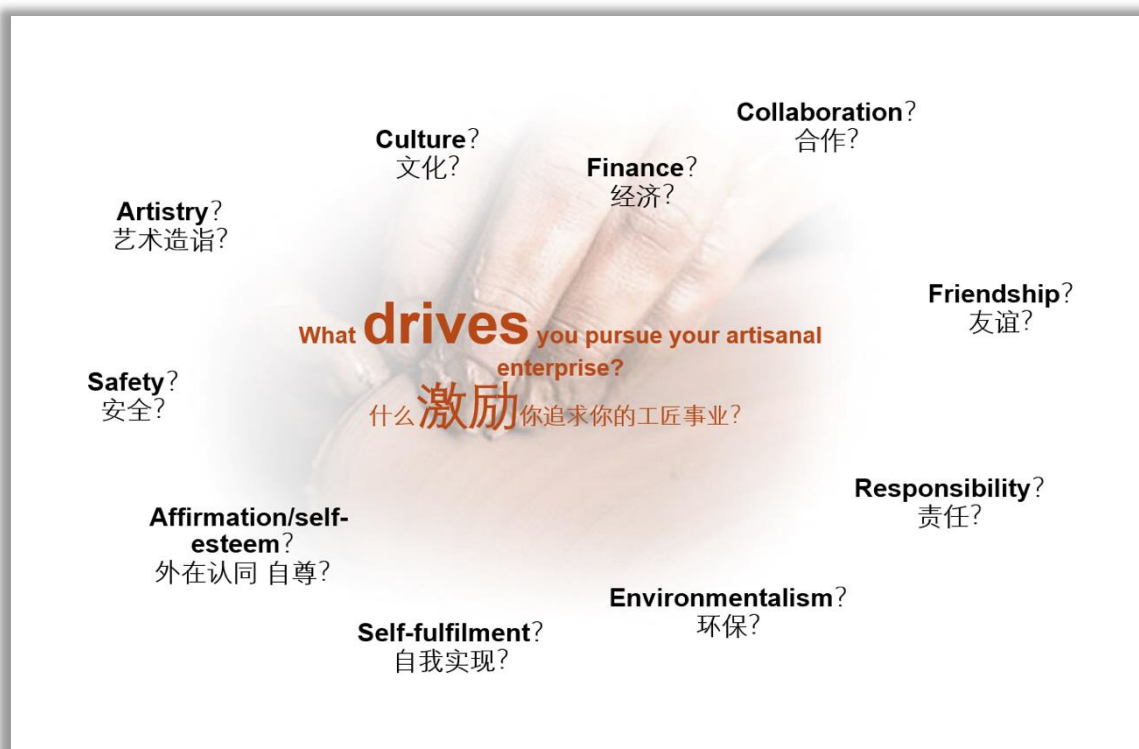 Collaboration?
合作?
Culture?
文化?
Finance?
经济?
Artistry?
艺术造诣?
Friendship?
友谊?
What drives you pursue your artisanal
enterprise?
什么激励你追求你的工匠事业?
Safety?
安全?
Responsibility?
责任?
Affirmation/self-
esteem?
外在认同 自尊?
Environmentalism?
环保?
Self-fulfilment?
自我实现?